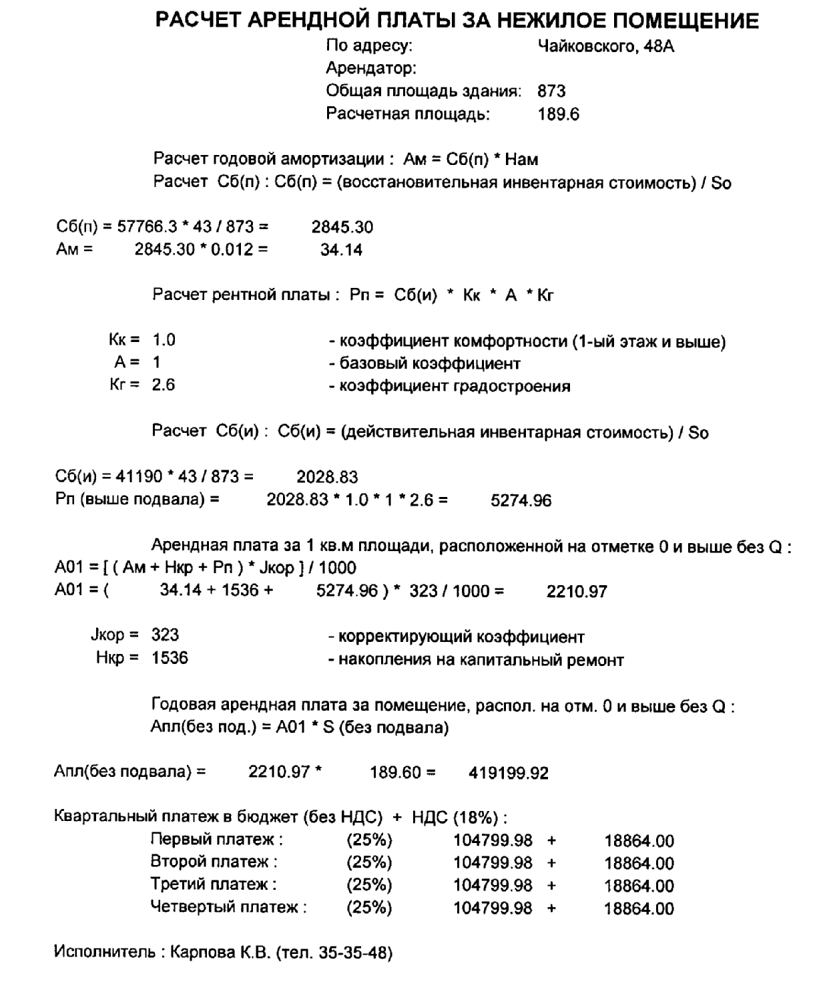 РАСЧЕТ АРЕНДНОЙ ПЛАТЫ ЗА НЕЖИЛОЕ ПОМЕЩЕНИЕ
По адресу: Чайковского, 48А
Арендатор:
Общая площадь здания: 873
Расчетная площадь: 189.6
Расчет годовой амортизации : Ам = Сб(п) * Нам
Расчет Сб(п) : Сб(п) = (восстановительная инвентарная стоимость) / So
Сб(п) = 57766.3 * 43 / 873 = 2845.30
Ам = 2845.30 * 0.012 = 34.14
Расчет рентной платы : Рп = Сб(и) * Кк * А * Кг
Кк = 1.0 - коэффициент комфортности (1-ый этаж и выше)
А = 1 - базовый коэффициент
Кг = 2.6 - коэффициент градостроения
Расчет Сб(и) : Сб(и) = (действительная инвентарная стоимость) / So
Сб(и) = 41190 * 43 / 873 = 2028.83
Рп (выше подвала) = 2028.83 * 1.0 * 1 * 2.6 = 5274.96
Арендная плата за 1 кв.м площади, расположенной на отметке 0 и выше без Q :
А01 = [ ( Ам + Нкр + Рп ) * Jкор ] / 1000
А01 = ( 34.14 + 1536 + 5274.96 ) * 323 / 1000 = 2210.97
Jкор = 323 - корректирующий коэффициент
Нкр = 1536 - накопления на капитальный ремонт
Годовая арендная плата за помещение, распол. на отм. 0 и выше без Q :
Апл(без под.) = А01 * S (без подвала)
Апл(без подвала) = 2210.97 * 189.60 = 419199.92
Квартальный платеж в бюджет (без НДС) + НДС (18%) :
Первый платеж : (25%) 104799.98 + 18864.00
Второй платеж : (25%) 104799.98 + 18864.00
Третий платеж : (25%) 104799.98 + 18864.00
Четвертый платеж : (25%) 104799.98 + 18864.00
Исполнитель : Карпова К.В. (тел. 35-35-48)